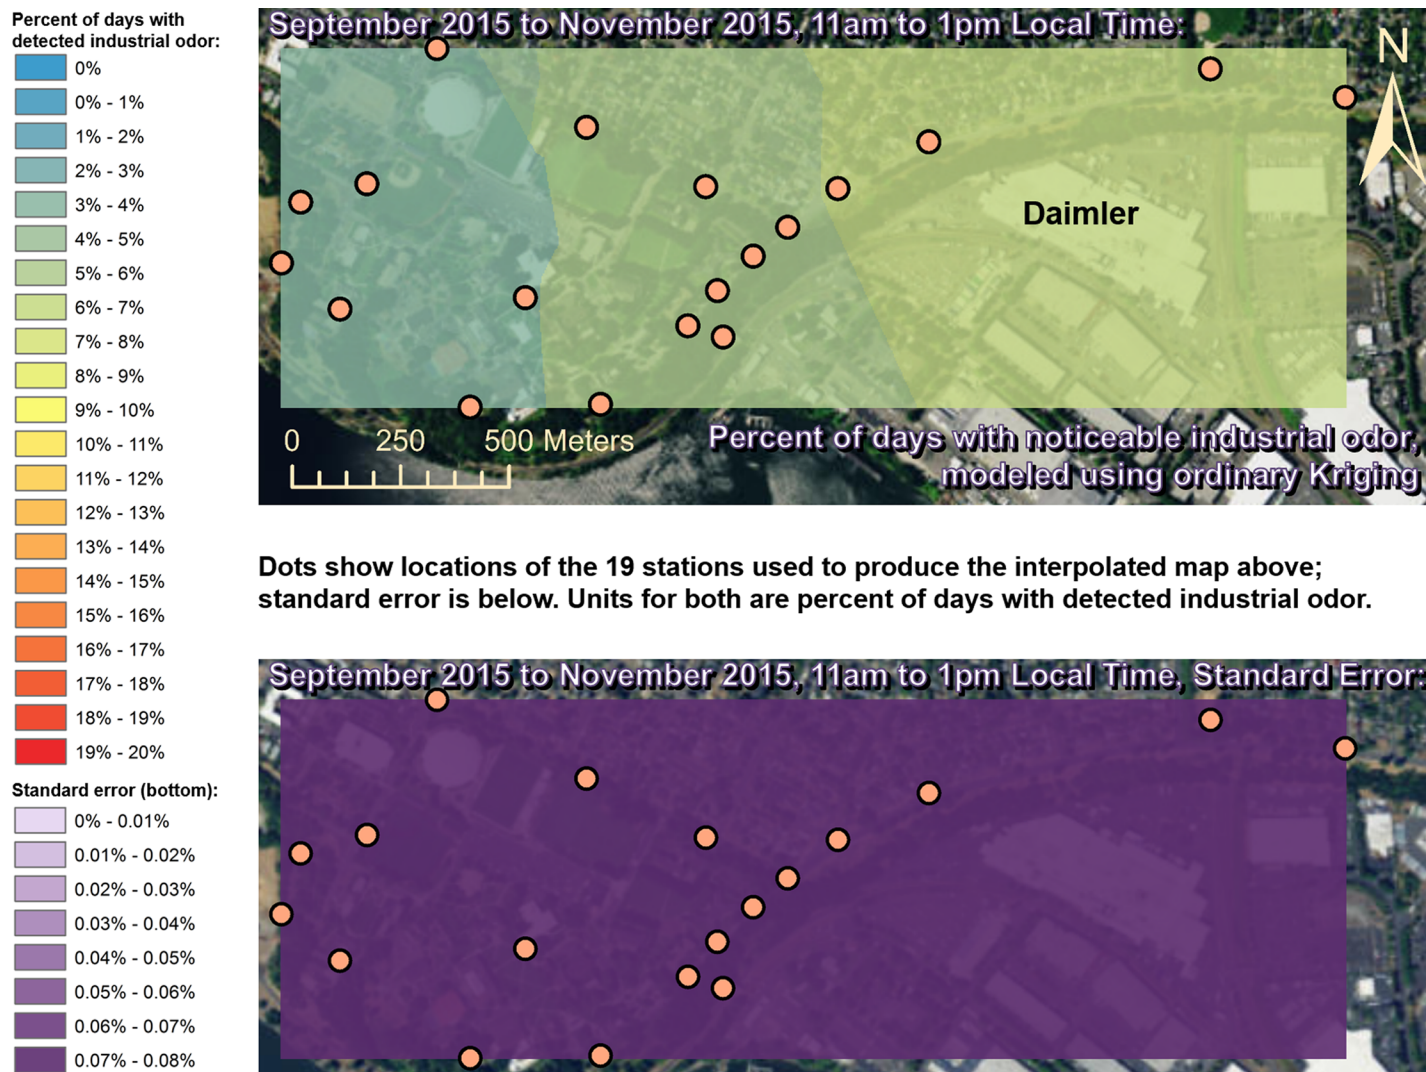 Percent of days with
detected industrial odor:
0%
0% - 1%
1% - 2%
2% - 3%
3% - 4%
4% - 5%
5% - 6%
6% - 7%
7% - 8%
8% - 9%
9% - 10%
10% - 11%
11% - 12%
12% - 13%
13% - 14%
14% - 15%
15% - 16%
16% - 17%
17% - 18%
18% - 19%
19% - 20%
Standard error (bottom):
0% - 0.01%
0.01% - 0.02%
0.02% - 0.03%
0.03% - 0.04%
0.04% - 0.05%
0.05% - 0.06%
0.06% - 0.07%
0.07% - 0.08%
September 2015 to November 2015, 11am to 1pm Local Time:
N
Daimler
0 250 500 Meters
Percent of days with noticeable industrial odor,
modeled using ordinary Kriging
Dots show locations of the 19 stations used to produce the interpolated map above;
standard error is below. Units for both are percent of days with detected industrial odor.
September 2015 to November 2015, 11am to 1pm Local Time, Standard Error: